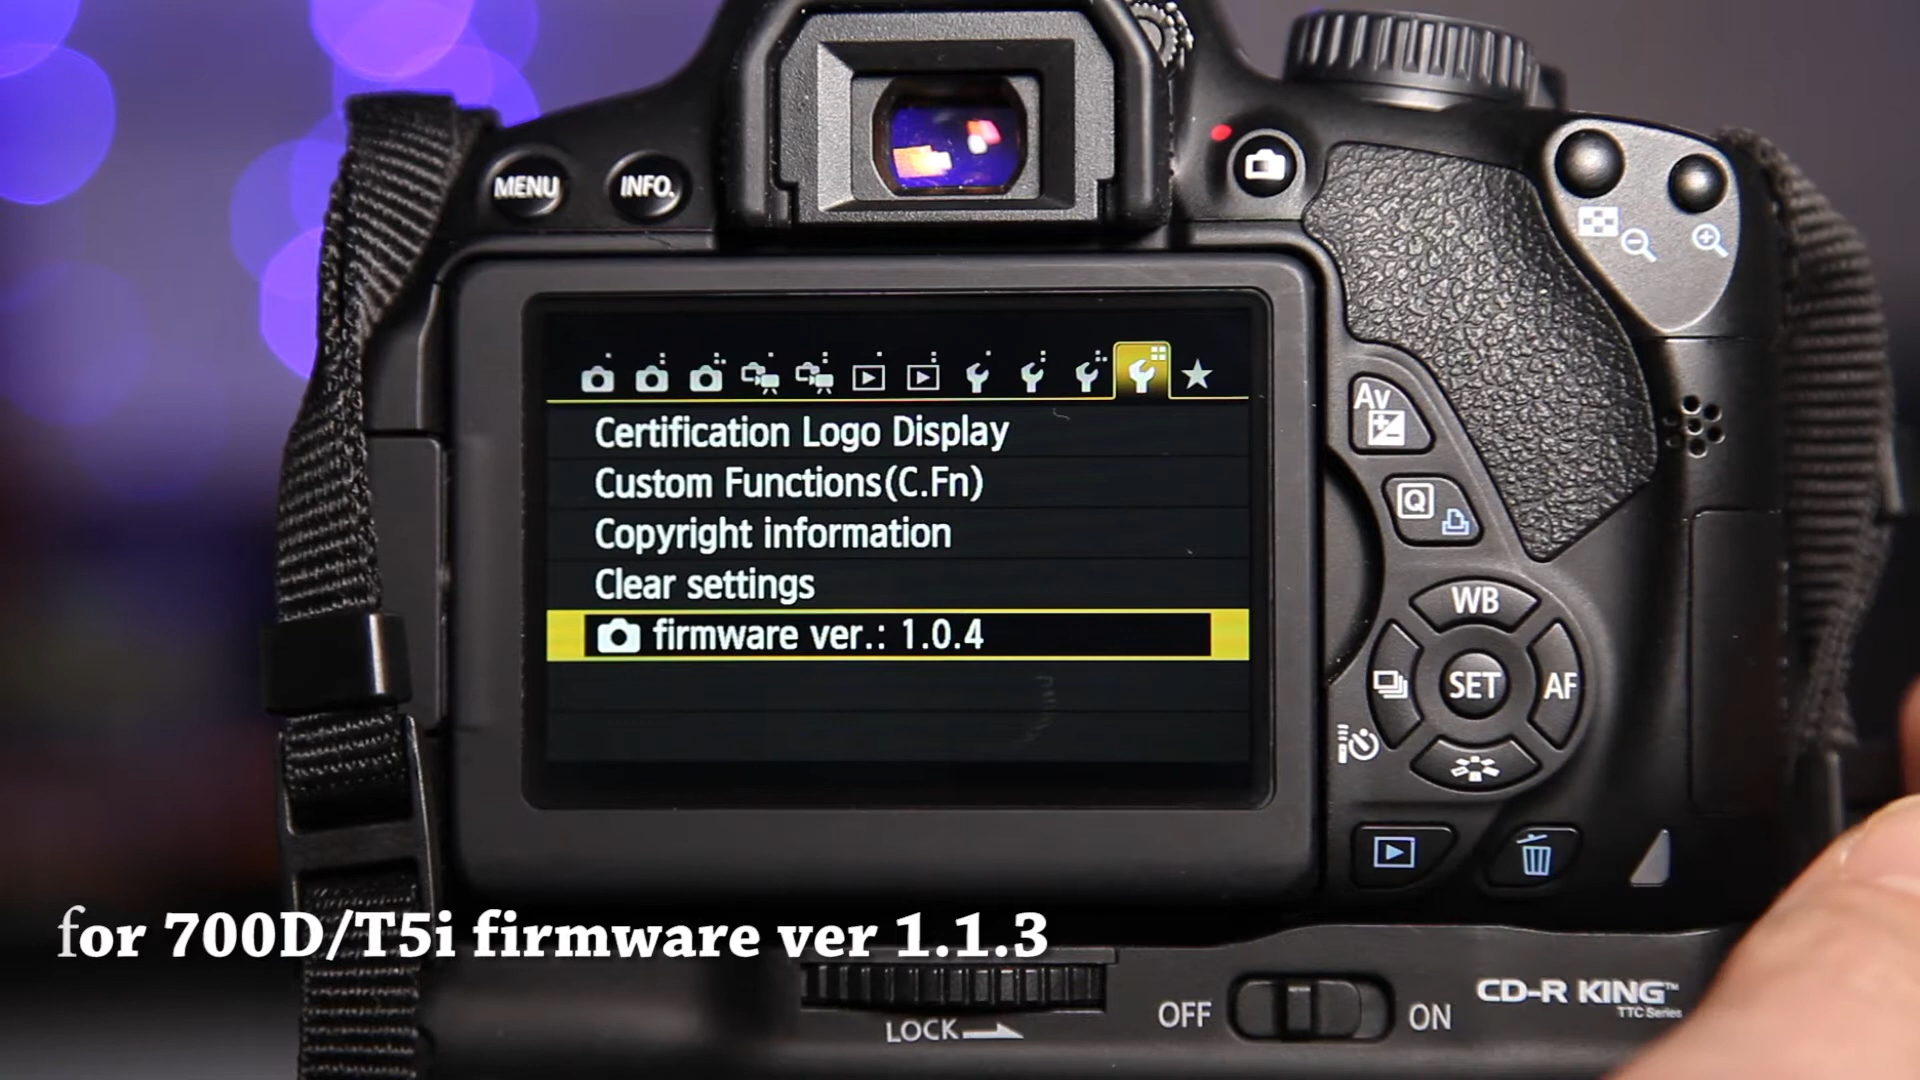 MENU
INFO.
Certification Logo Display
Custom Functions(C.Fn)
Copyright information
Clear settings
firmware ver.: 1.0.4
Av
Q
WB
SET
AF
for 700D/T5i firmware ver 1.1.3
LOCK
OFF
ON
CD-R KING™
TTC Series